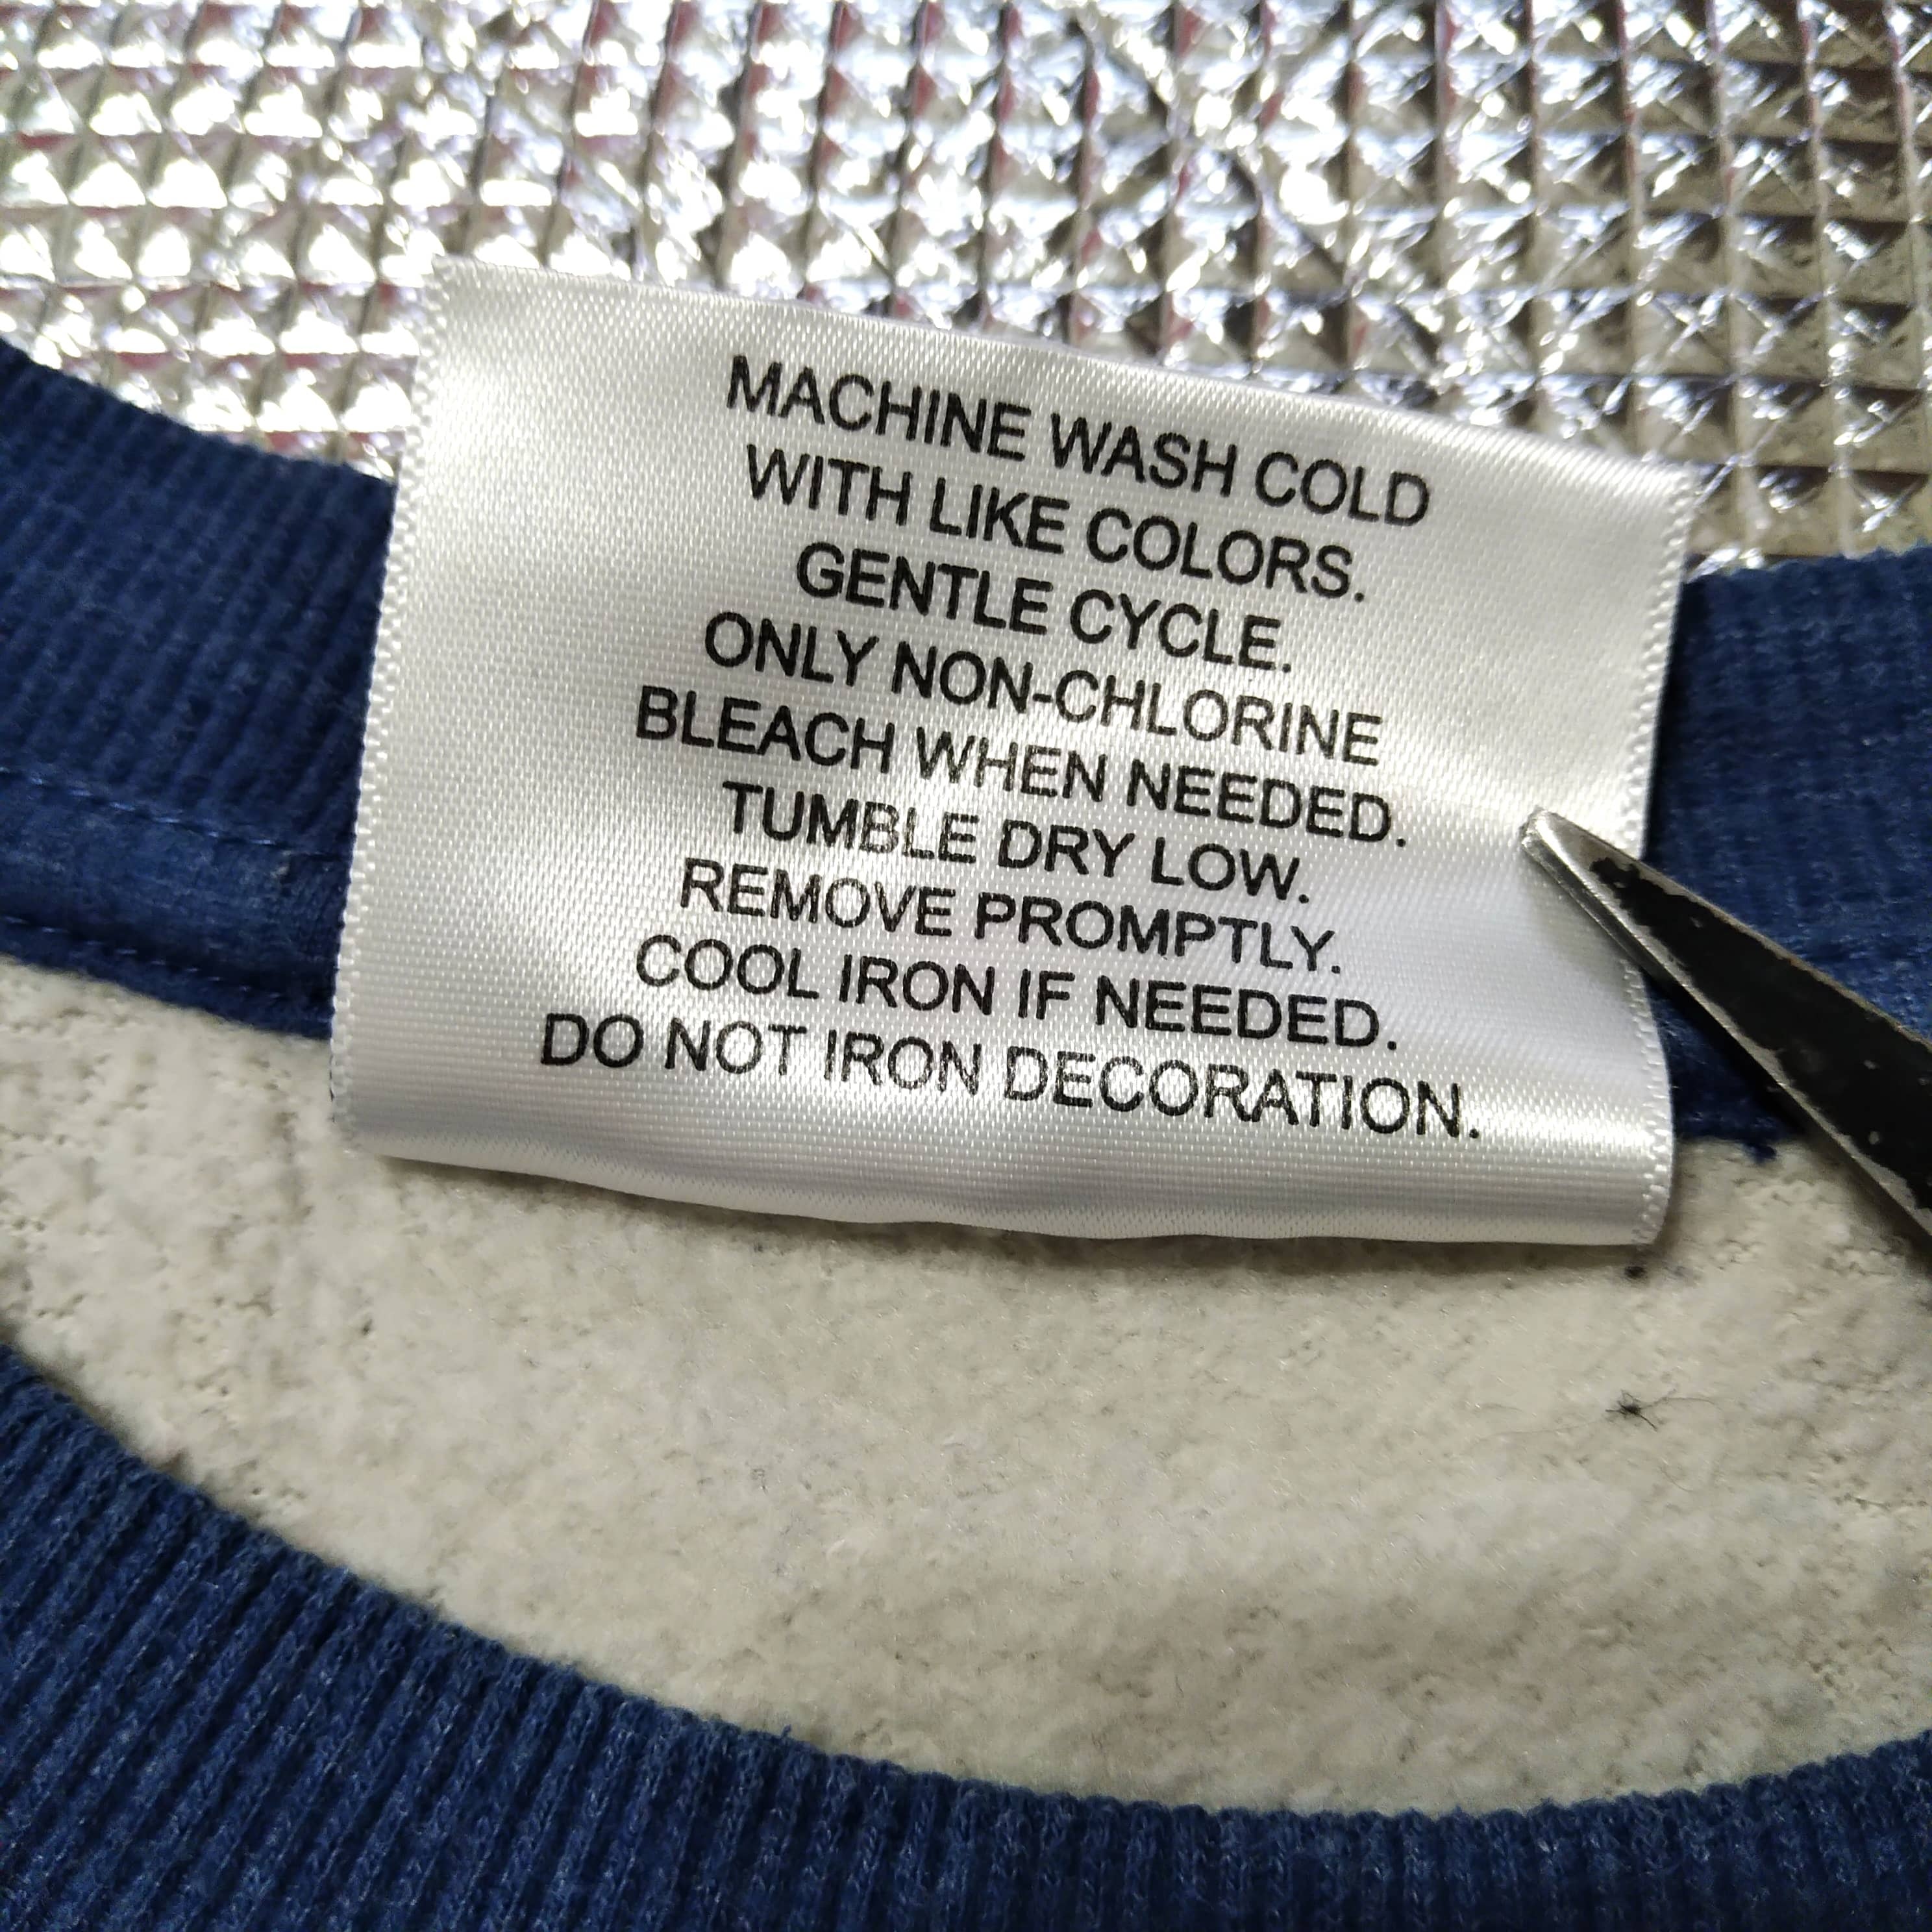 MACHINE WASH COLD
WITH LIKE COLORS.
GENTLE CYCLE.
ONLY NON-CHLORINE
BLEACH WHEN NEEDED.
TUMBLE DRY LOW.
REMOVE PROMPTLY.
COOL IRON IF NEEDED.
DO NOT IRON DECORATION.